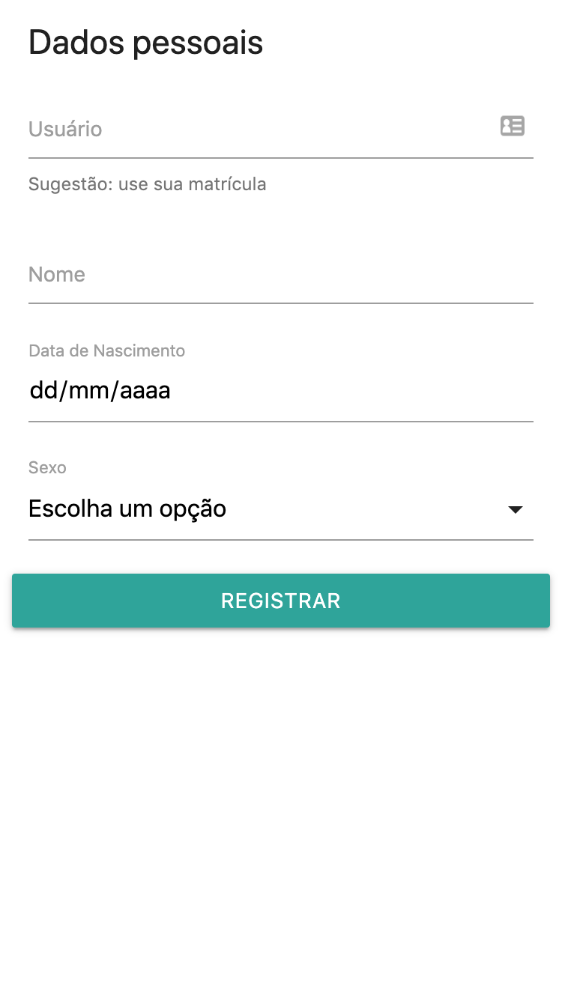 Dados pessoais
Usuário
Sugestão: use sua matrícula
Nome
Data de Nascimento
dd/mm/aaaa
Sexo
Escolha um opção
REGISTRAR